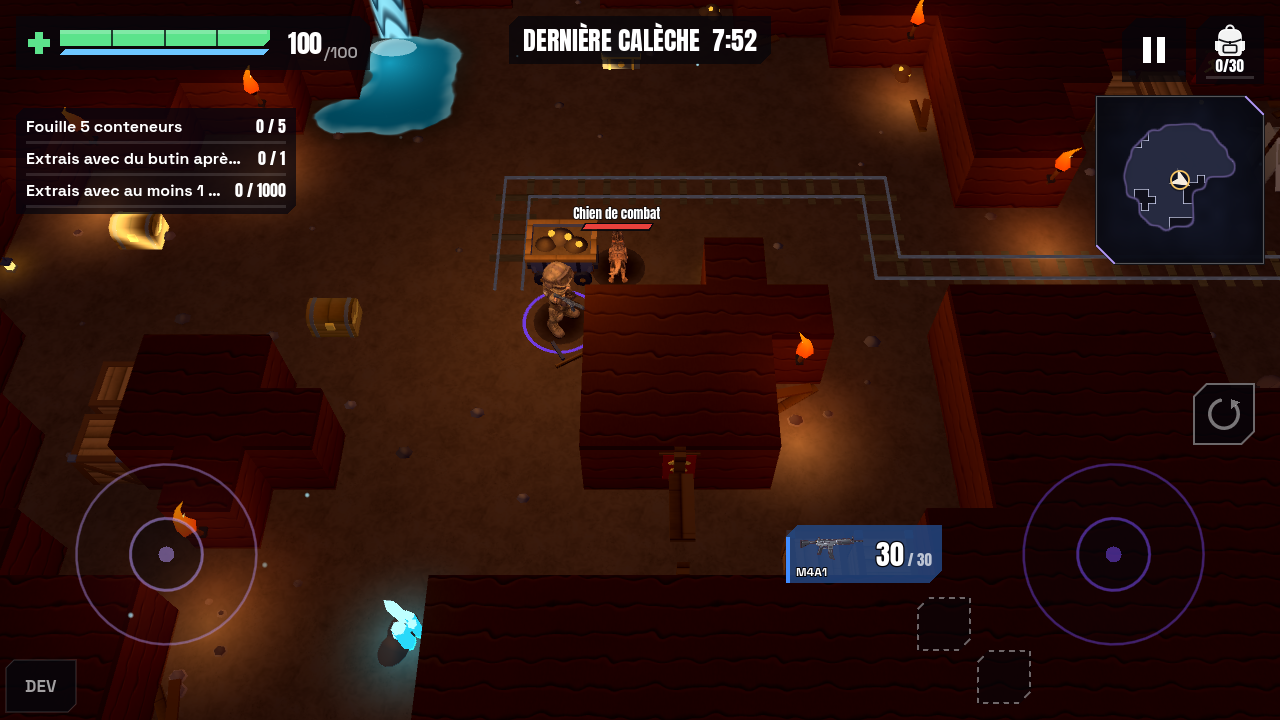 100/100
DERNIÈRE CALÈCHE 7:52
0/30
Fouille 5 conteneurs 0 / 5
Extrais avec du butin aprè... 0 / 1
Extrais avec au moins 1 ... 0 / 1000
Chien de combat
30 / 30
M4A1
DEV